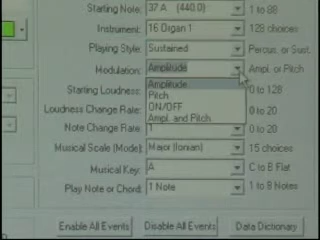 Starting Note: 37 A (440.0) 1 to 88
Instrument: 16 Organ 1 128 choices
Playing Style: Sustained Percus. or Sust.
Modulation: Amplitude Ampl. or Pitch
Amplitude
Starting Loudness: Pitch 0 to 128
Loudness Change Rate: ON/OFF 0 to 20
Ampl. and Pitch
Note Change Rate: 1 0 to 20
Musical Scale (Mode): Major (Ionian) 15 choices
Musical Key: A C to B Flat
Play Note or Chord: 1 Note 1 to 8 Notes
Enable All Events Disable All Events Data Dictionary